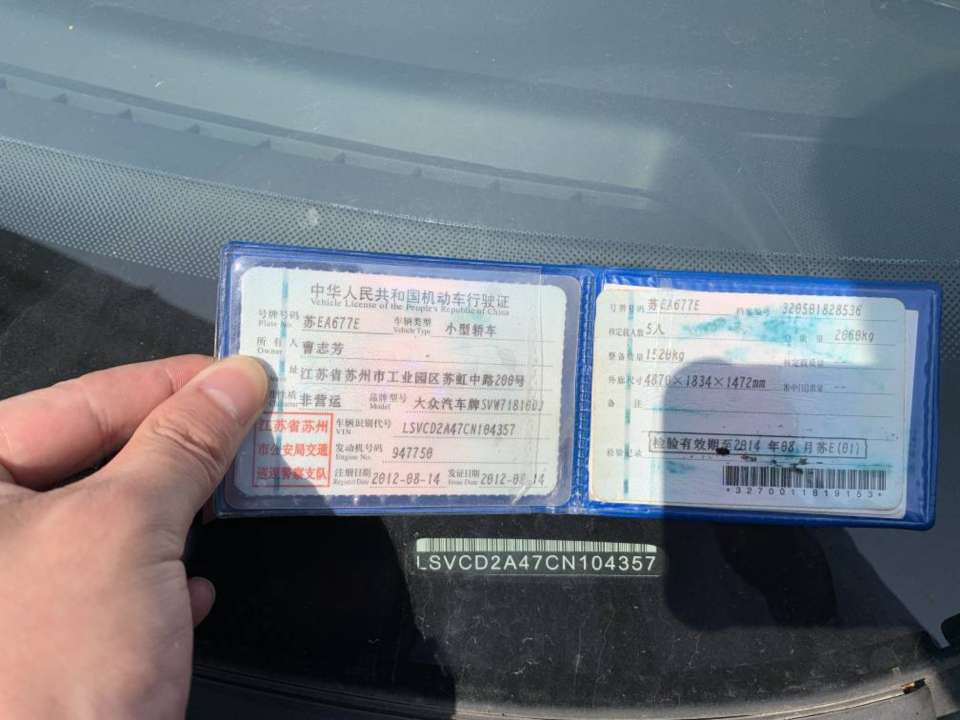 中华人民共和国机动车行驶证
Vehicle License of the People's Republic of China
号牌号码 苏EA677E 车辆类型 小型轿车
Plate No. Vehicle Type
所有人 曹志芳
Owner
址 江苏省苏州市工业园区苏虹中路200号
非营运 品牌型号 大众汽车牌SVW71816DJ
Model
江苏省苏州
市公安局交通
巡逻警察支队
车辆识别代号 LSVCD2A47CN104357
VIN
发动机号码 947750
Engine No.
注册日期 2012-08-14 发证日期 2012-08-14
Register Date Issue Date
号牌号码 苏EA677E 档案编号 320501828536
核定载人数 5人 总质量 2060kg
整备质量 1520kg 核定载质量
外廓尺寸 4870×1834×1472mm
备 注
检验有效期至2014年08月苏E(01)
检验记录
*3270011819153*
LSVCD2A47CN104357